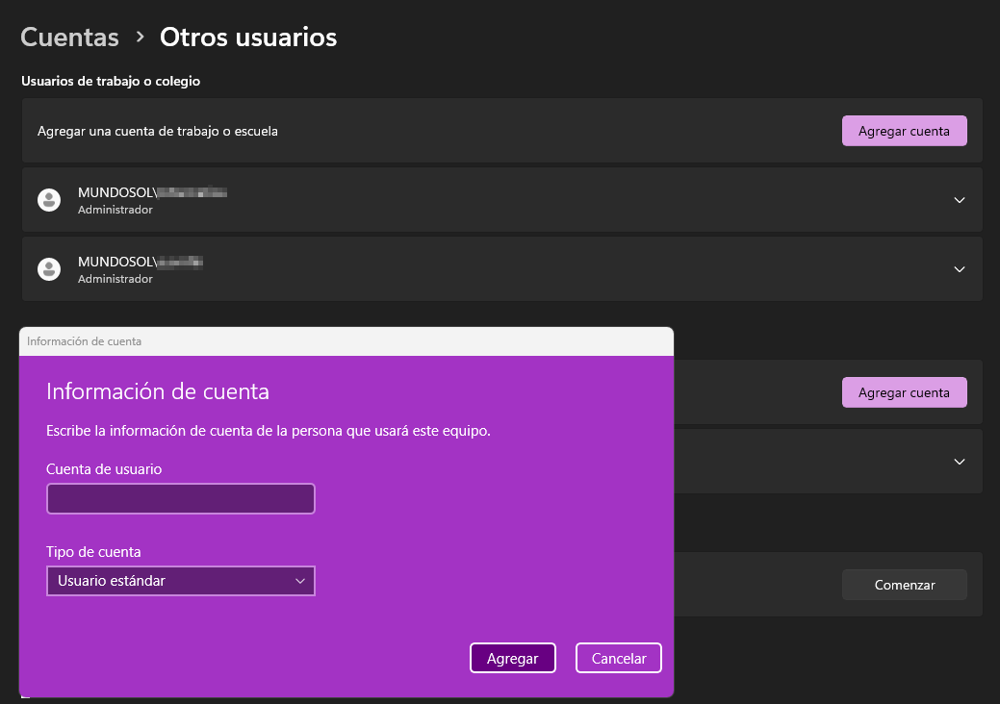 Cuentas > Otros usuarios
Usuarios de trabajo o colegio
Agregar una cuenta de trabajo o escuela
Agregar cuenta
MUNDOSOL\
Administrador
MUNDOSOL\
Administrador
Información de cuenta
Información de cuenta
Escribe la información de cuenta de la persona que usará este equipo.
Cuenta de usuario
Tipo de cuenta
Usuario estándar
Agregar
Cancelar
Agregar cuenta
Comenzar